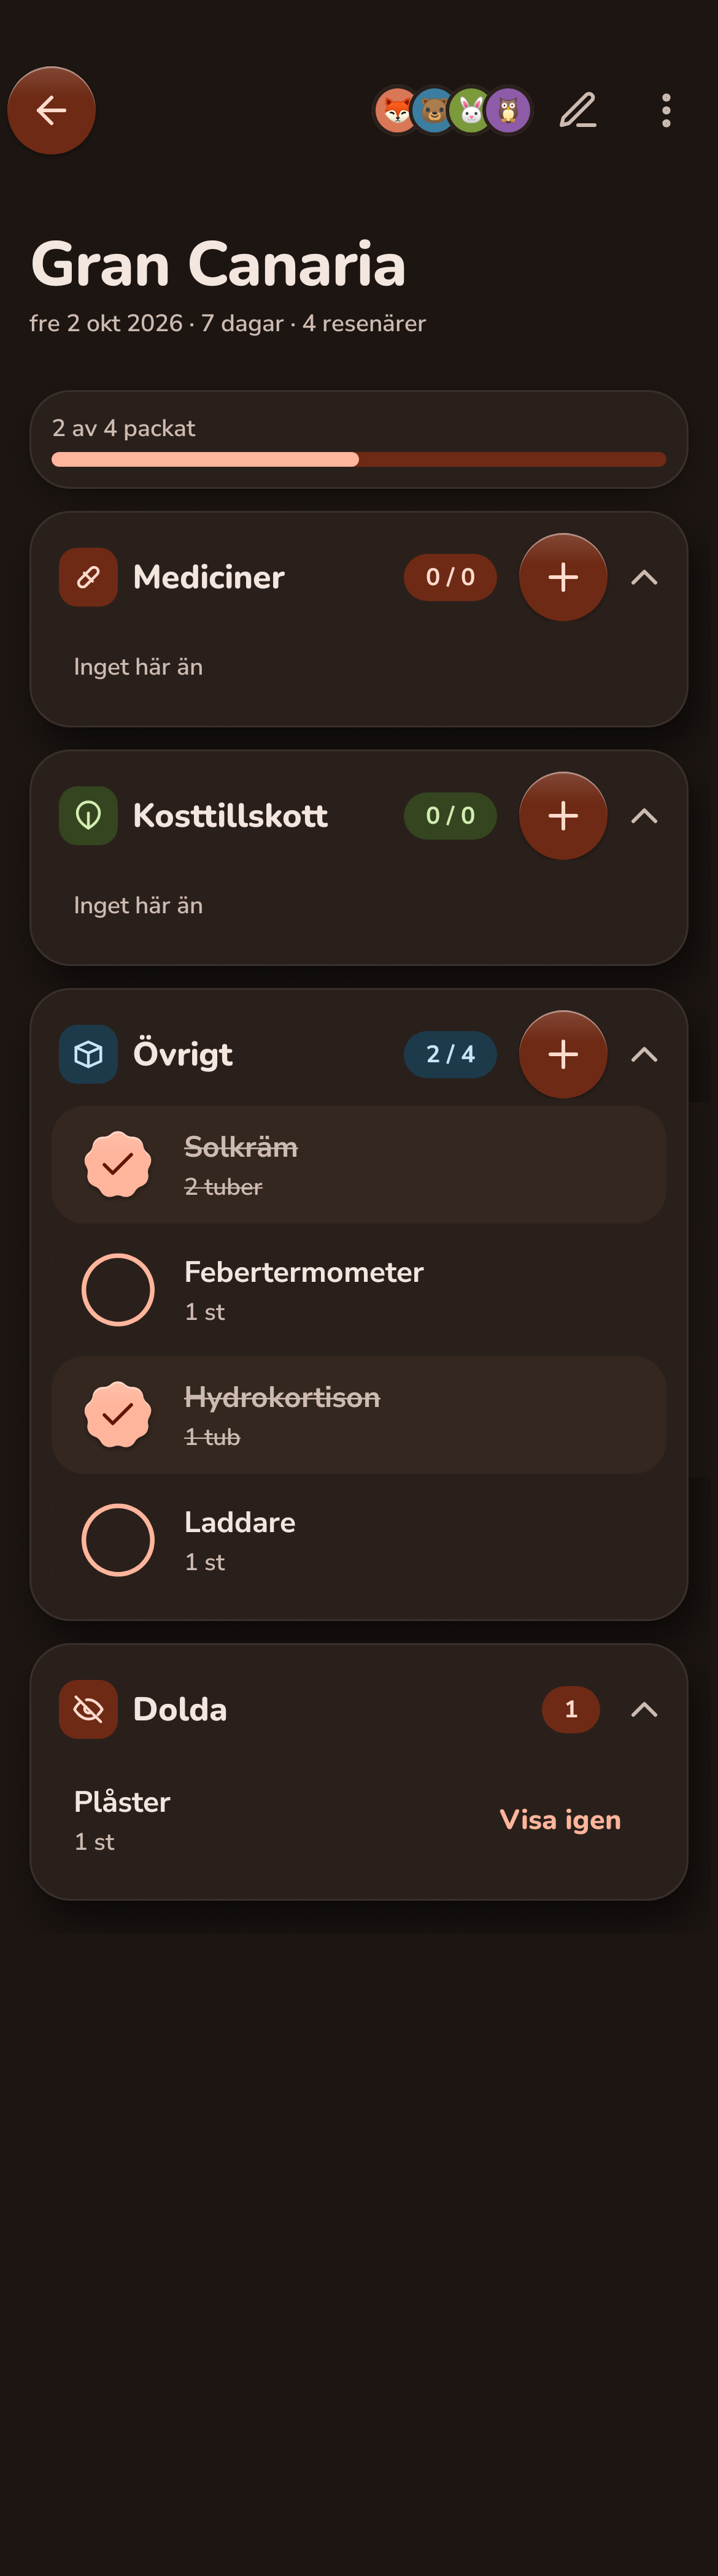 Gran Canaria
fre 2 okt 2026 · 7 dagar · 4 resenärer
2 av 4 packat
Mediciner 0 / 0
Inget här än
Kosttillskott 0 / 0
Inget här än
Övrigt 2 / 4
Solkräm
2 tuber
Febertermometer
1 st
Hydrokortison
1 tub
Laddare
1 st
Dolda 1
Plåster
1 st
Visa igen